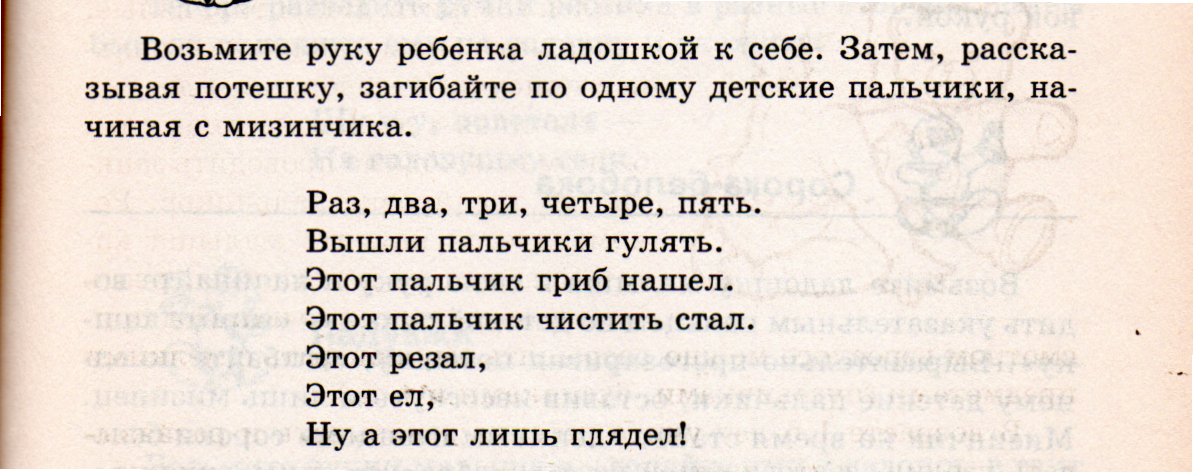 Возьмите руку ребенка ладошкой к себе. Затем, расска-
зывая потешку, загибайте по одному детские пальчики, на-
чиная с мизинчика.
Раз, два, три, четыре, пять.
Вышли пальчики гулять.
Этот пальчик гриб нашел.
Этот пальчик чистить стал.
Этот резал,
Этот ел,
Ну а этот лишь глядел!